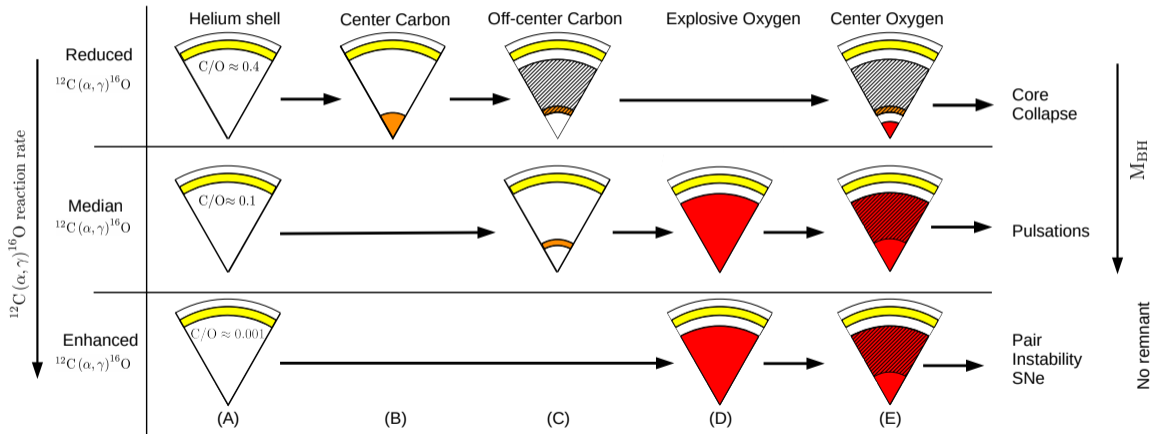 Helium shell
Center Carbon
Off-center Carbon
Explosive Oxygen
Center Oxygen
¹²C(α, γ)¹⁶O reaction rate
Reduced
¹²C (α, γ)¹⁶O
C/O ≈ 0.4
Core
Collapse
M_BH
Median
¹²C (α, γ)¹⁶O
C/O≈ 0.1
Pulsations
Enhanced
¹²C (α, γ)¹⁶O
C/O ≈ 0.001
Pair
Instability
SNe
No remnant
(A)
(B)
(C)
(D)
(E)